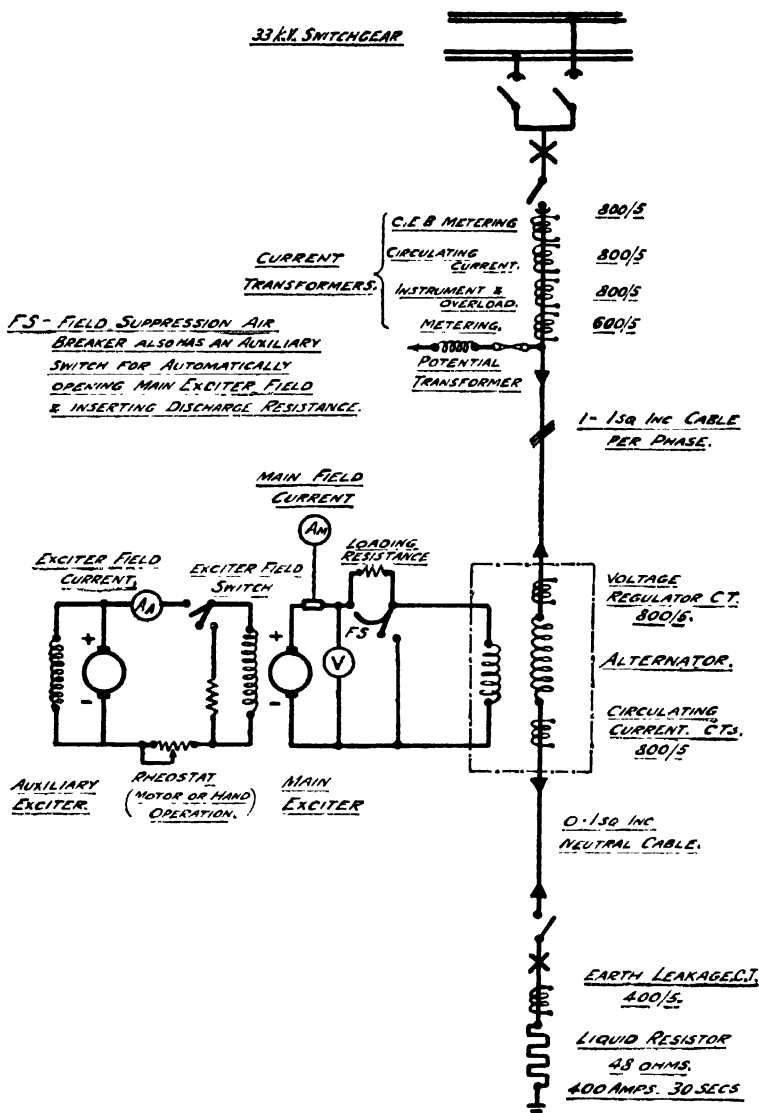 33 K.V. SWITCHGEAR
C.E.B METERING
800/5
CIRCULATING
CURRENT.
800/5
CURRENT
TRANSFORMERS.
INSTRUMENT &
OVERLOAD.
800/5
METERING.
600/5
FS - FIELD SUPPRESSION AIR
BREAKER ALSO HAS AN AUXILIARY
SWITCH FOR AUTOMATICALLY
OPENING MAIN EXCITER FIELD
& INSERTING DISCHARGE RESISTANCE.
POTENTIAL
TRANSFORMER
1 - 1 SQ INC CABLE
PER PHASE.
MAIN FIELD
CURRENT
AM
LOADING
RESISTANCE
EXCITER FIELD
CURRENT,
EXCITER FIELD
SWITCH
AA
FS
V
+
-
+
-
VOLTAGE
REGULATOR C.T.
800/5.
ALTERNATOR.
CIRCULATING
CURRENT. CTS.
800/5
AUXILIARY
EXCITER.
RHEOSTAT
(MOTOR OR HAND)
OPERATION.
MAIN
EXCITER
0.1 SQ INC
NEUTRAL CABLE.
EARTH LEAKAGE.C.T.
400/5.
LIQUID RESISTOR
48 OHMS.
400 AMPS. 30 SECS